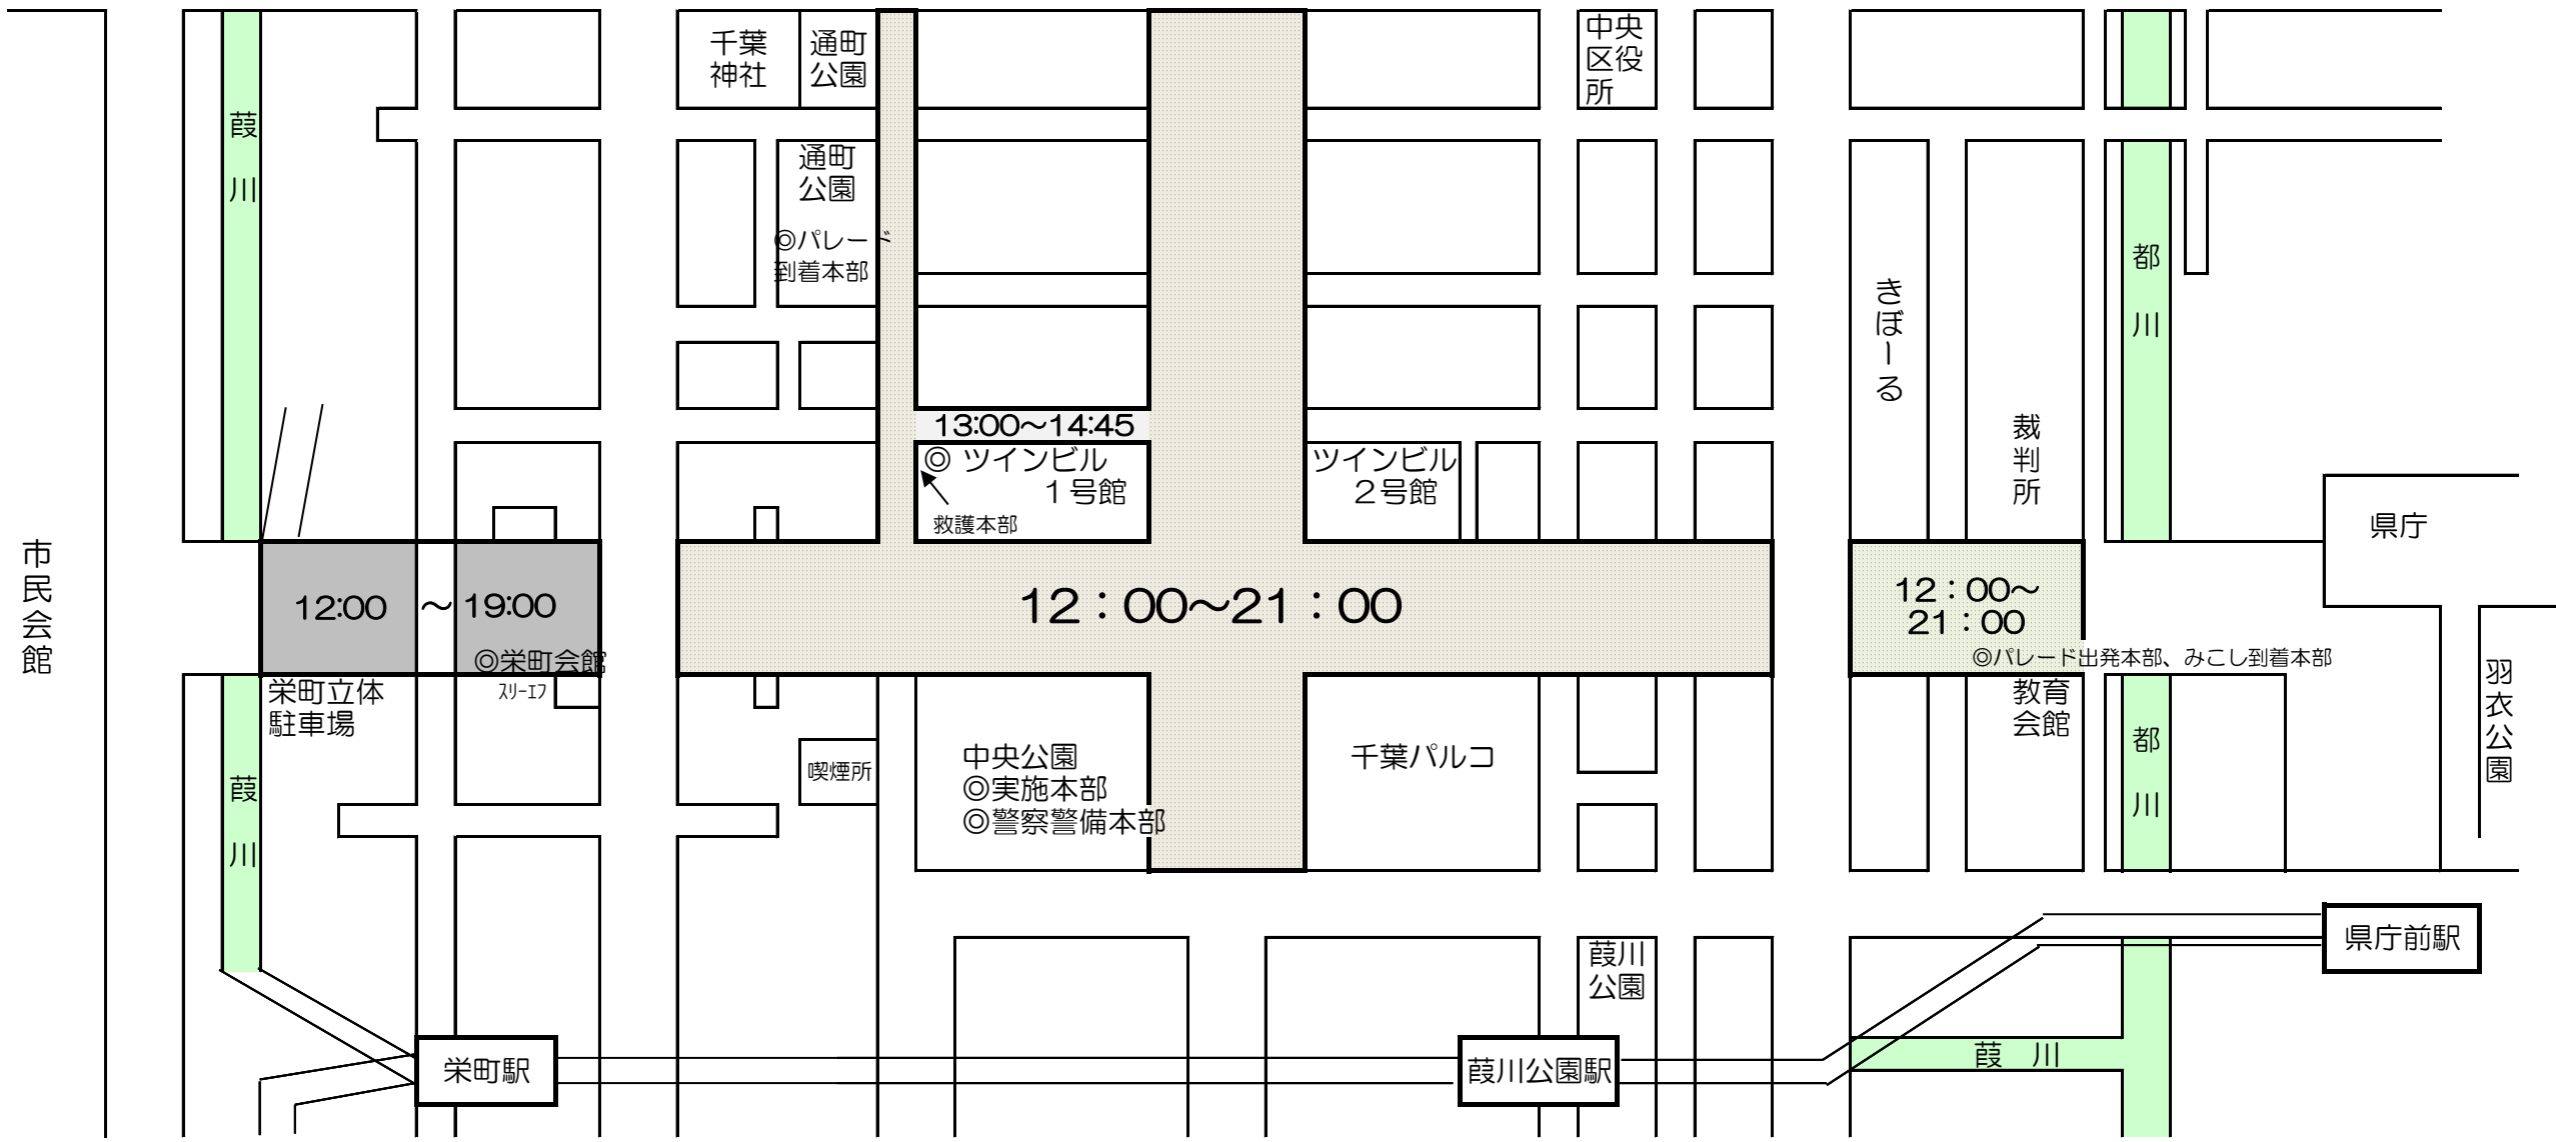 千葉
神社
通町
公園
中央
区役
所
葭
川
通町
公園
◎パレード
到着本部
都
川
きぼーる
13:00～14:45
◎ ツインビル
１号館
救護本部
ツインビル
２号館
裁
判
所
県庁
市
民
会
館
12:00 ～ 19:00
12：00～21：00
12：00～
21：00
◎栄町会館
ｽﾘｰｴﾌ
◎パレード出発本部、みこし到着本部
栄町立体
駐車場
教育
会館
羽
衣
公
園
葭
川
喫煙所
中央公園
◎実施本部
◎警察警備本部
千葉パルコ
都
川
葭川
公園
県庁前駅
栄町駅
葭川公園駅
葭 川